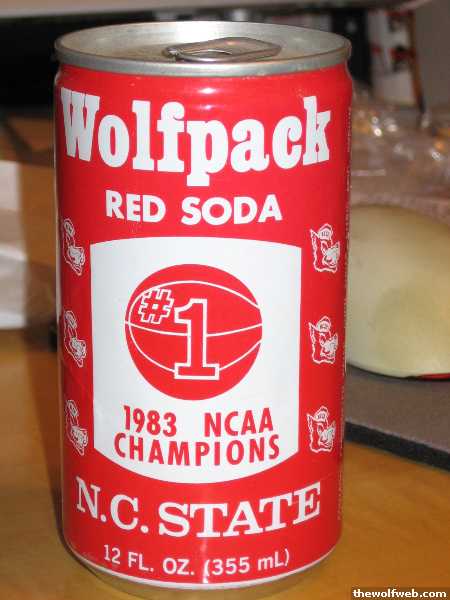 Wolfpack
RED SODA
#1
1983 NCAA
CHAMPIONS
N.C. STATE
12 FL. OZ. (355 mL)
thewolfweb.com